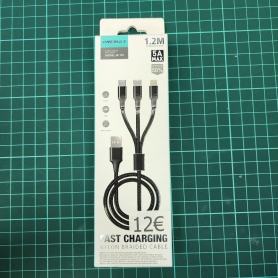 1.2M
5A
MAX
12€
FAST CHARGING
NYLON BRAIDED CABLE